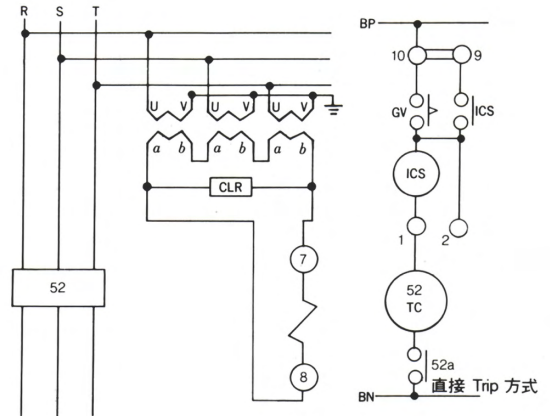 R S T
BP
10 9
U V U V U V
GV ICS
a b a b a b
CLR
ICS
1 2
7
52
52
TC
8
52a
直接 Trip 方式
BN